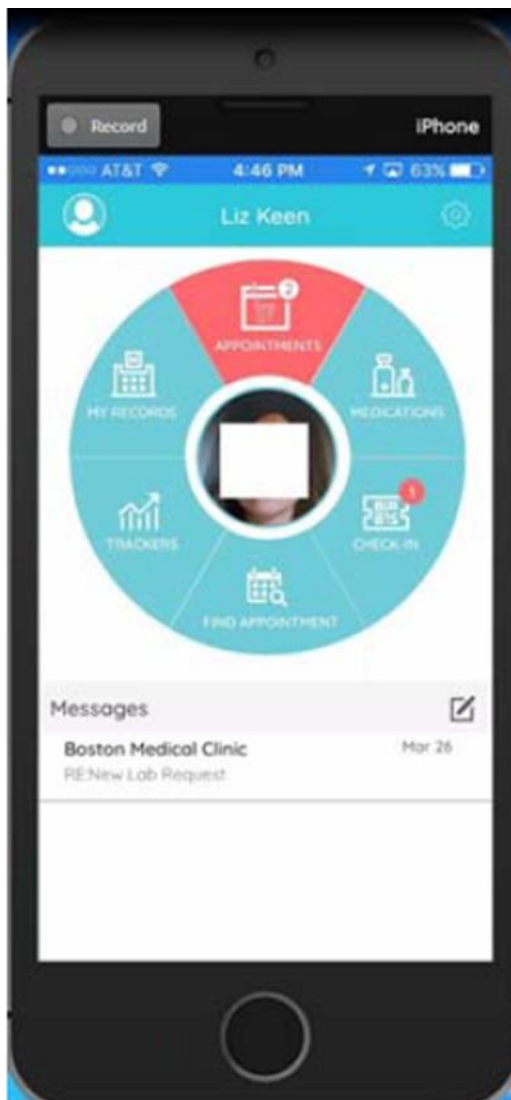 Record
iPhone
AT&T
4:46 PM
63%
Liz Keen
2
APPOINTMENTS
MY RECORDS
MEDICATIONS
1
TRACKERS
CHECK-IN
FIND APPOINTMENT
Messages
Boston Medical Clinic
Mar 26
RE:New Lab Request